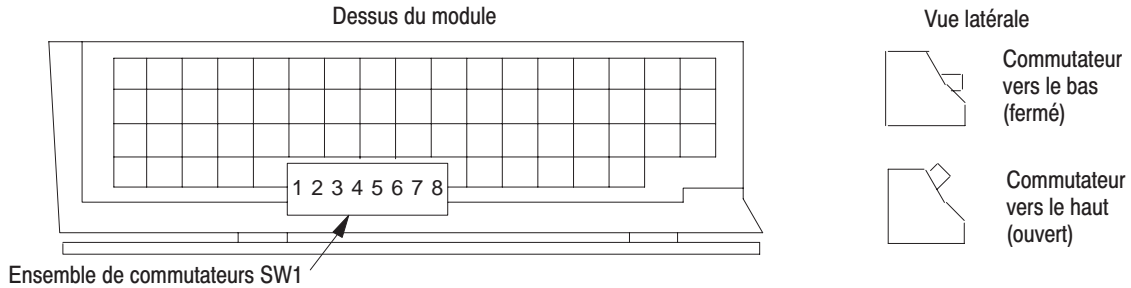 Dessus du module
Vue latérale
Commutateur
vers le bas
(fermé)
1 2 3 4 5 6 7 8
Commutateur
vers le haut
(ouvert)
Ensemble de commutateurs SW1